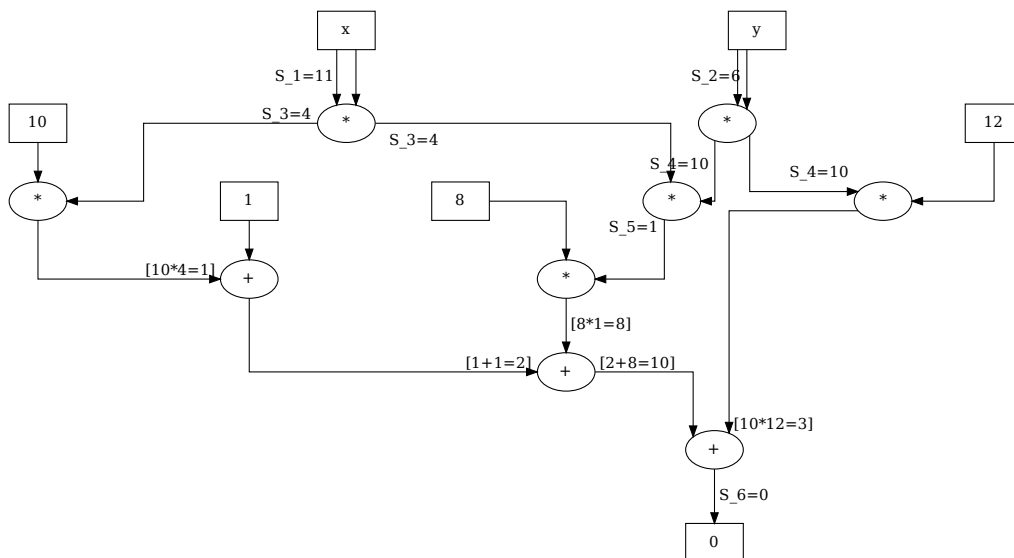 x
y
S_1=11
S_2=6
10
S_3=4
*
S_3=4
*
12
S_4=10
S_4=10
*
1
8
*
*
S_5=1
[10*4=1]
+
*
[8*1=8]
[1+1=2]
+
[2+8=10]
[10*12=3]
+
S_6=0
0